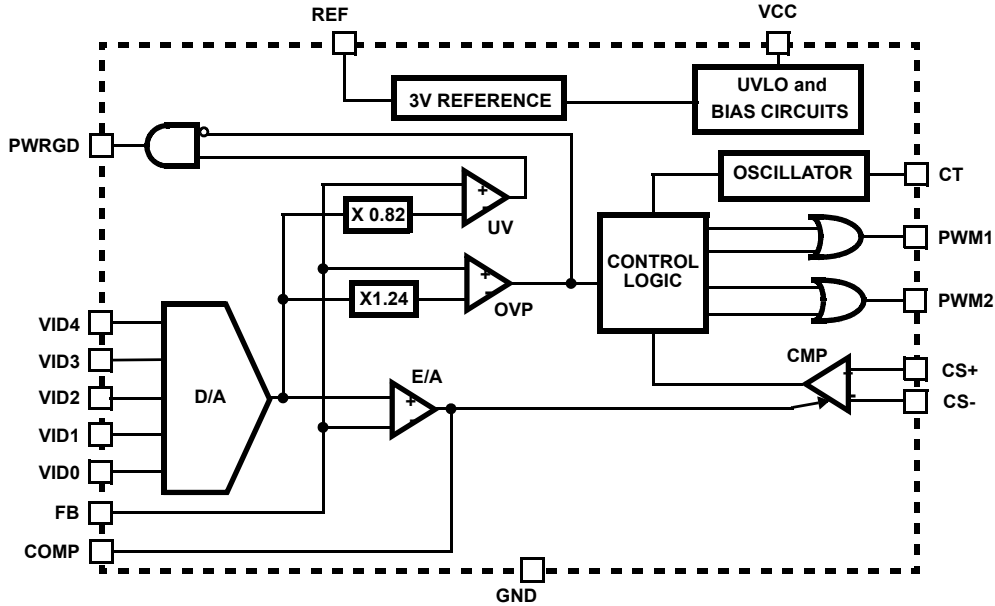 REF
VCC
UVLO and
BIAS CIRCUITS
3V REFERENCE
PWRGD
OSCILLATOR
CT
+
-
X 0.82
UV
PWM1
CONTROL
LOGIC
+
-
X1.24
OVP
PWM2
VID4
VID3
VID2
VID1
VID0
D/A
E/A
+
-
CMP
+
-
CS+
CS-
FB
COMP
GND